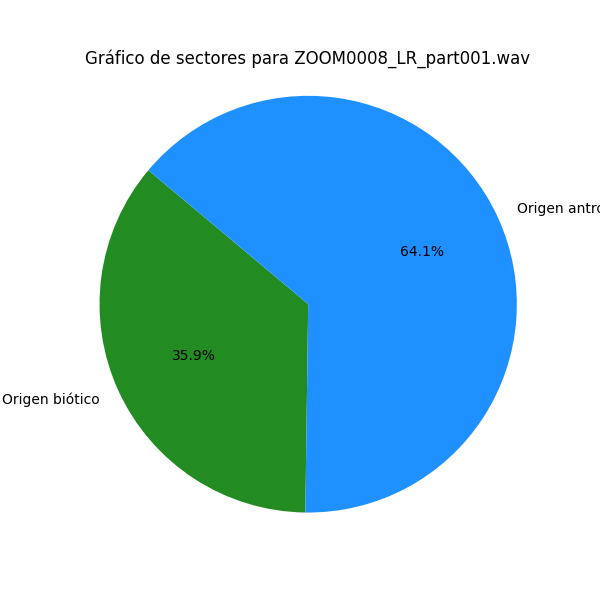 Gráfico de sectores para ZOOM0008_LR_part001.wav
Origen antro
64.1%
35.9%
Origen biótico